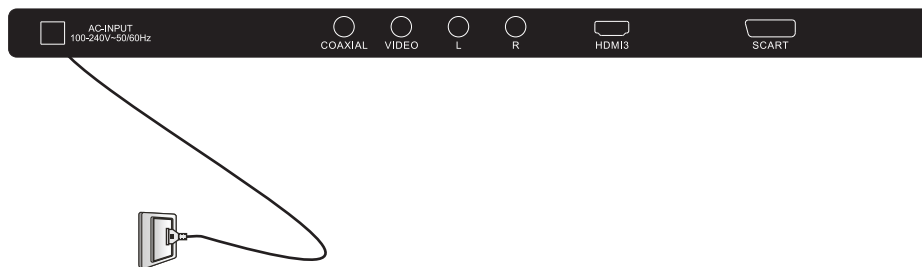 AC-INPUT
100-240V~50/60Hz
COAXIAL
VIDEO
L
R
HDMI3
SCART